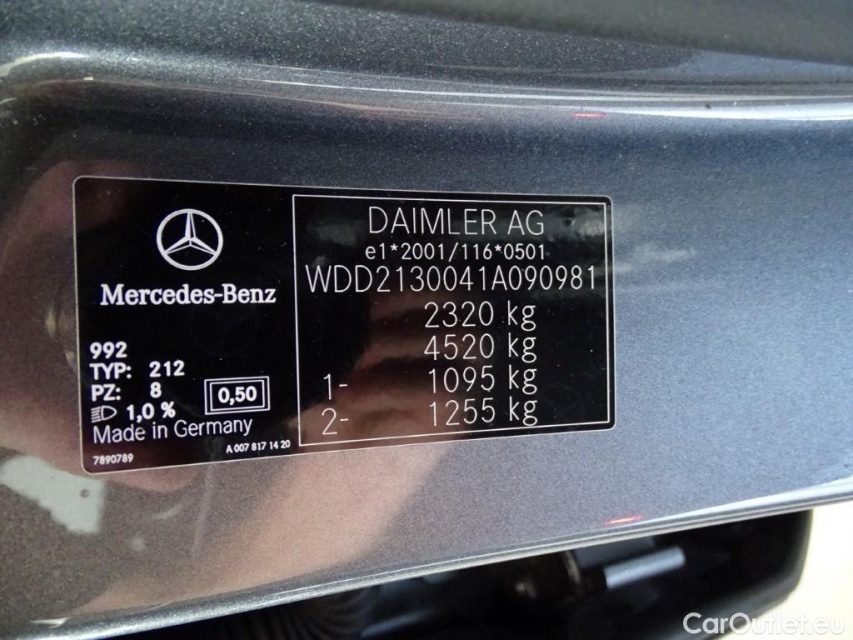 Mercedes-Benz
992
TYP: 212
PZ: 8
0,50
1,0 %
Made in Germany
7890789
A 007 817 14 20
DAIMLER AG
e1*2001/116*0501
WDD2130041A090981
2320 kg
4520 kg
1- 1095 kg
2- 1255 kg
CarOutlet.eu